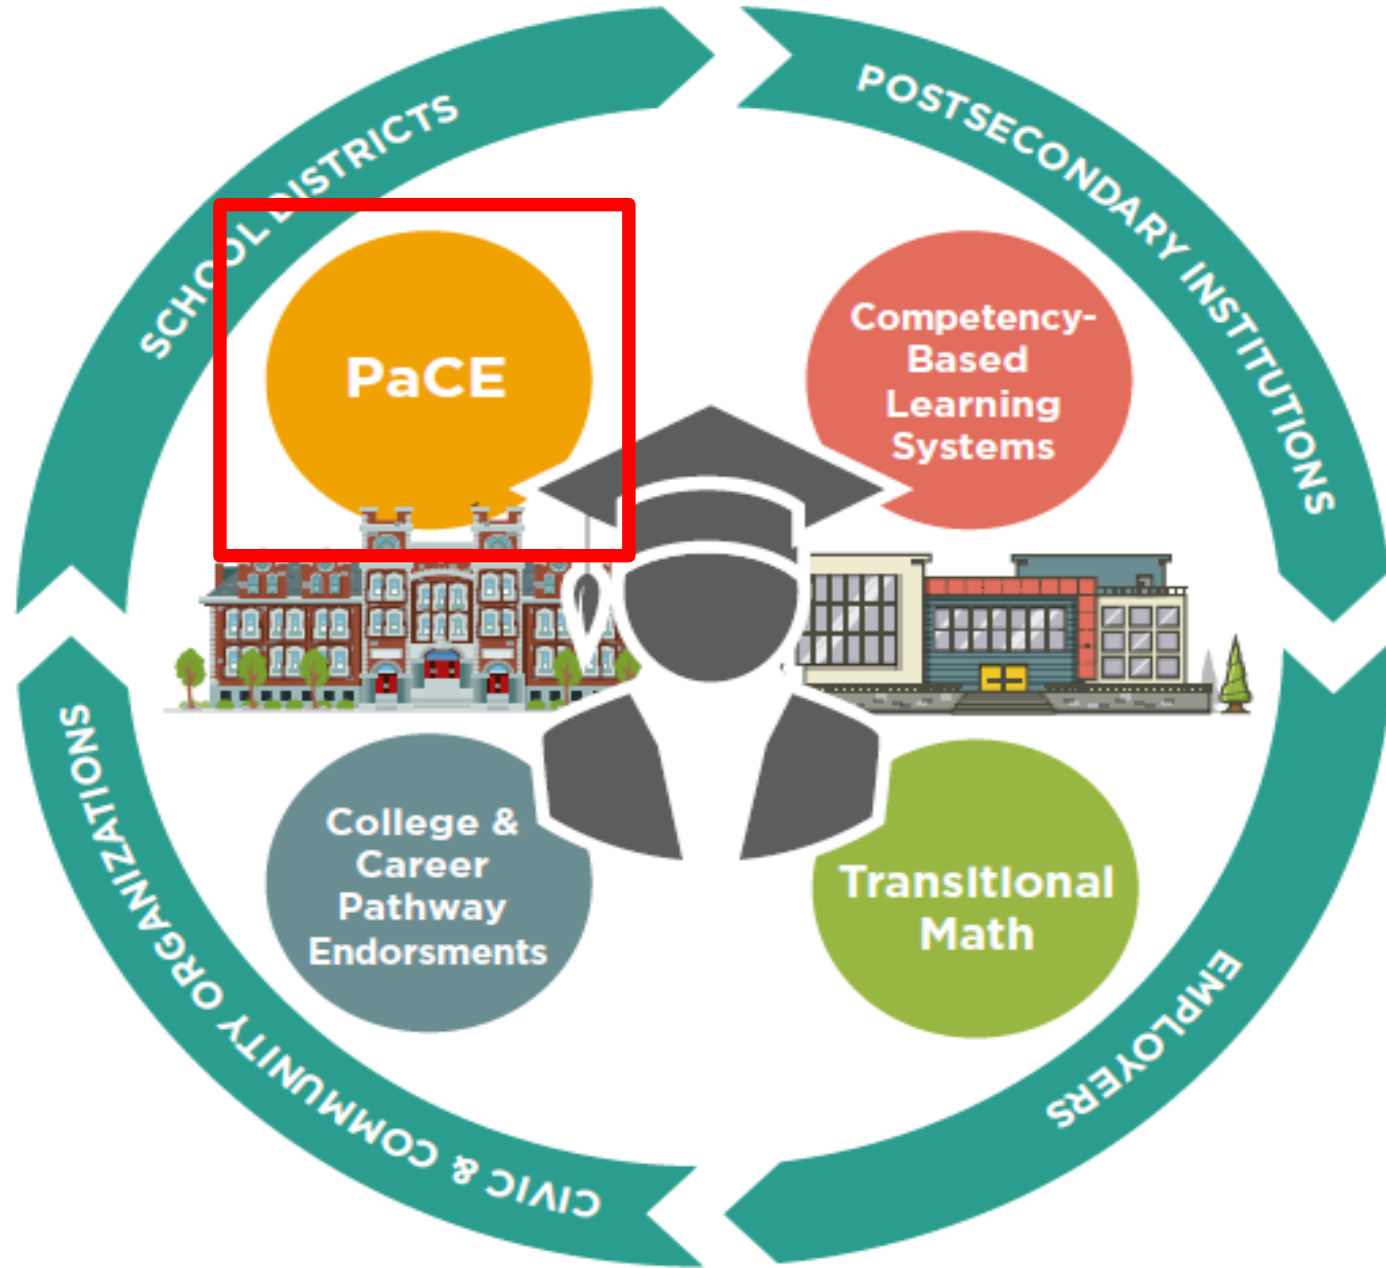 SCHOOL DISTRICTS
POSTSECONDARY INSTITUTIONS
PaCE
Competency-
Based
Learning
Systems
College &
Career
Pathway
Endorsments
Transitional
Math
CIVIC & COMMUNITY ORGANIZATIONS
EMPLOYERS